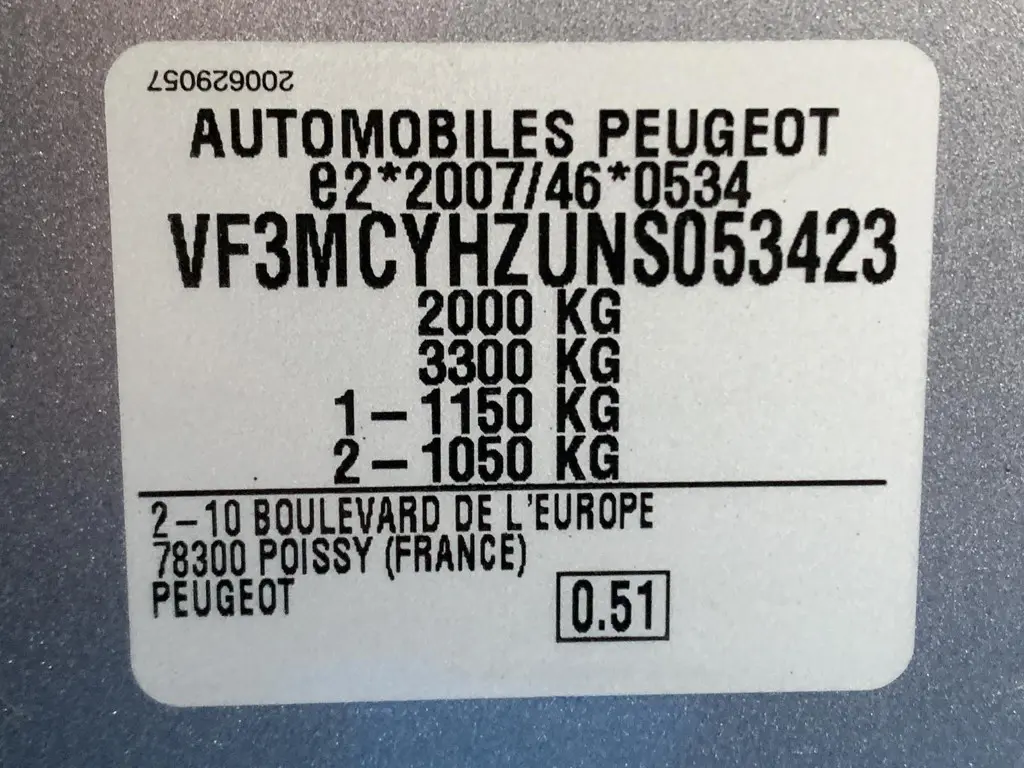 200629057
AUTOMOBILES PEUGEOT
e2*2007/46*0534
VF3MCYHZUNS053423
2000 KG
3300 KG
1-1150 KG
2-1050 KG
2-10 BOULEVARD DE L'EUROPE
78300 POISSY (FRANCE)
PEUGEOT
0.51